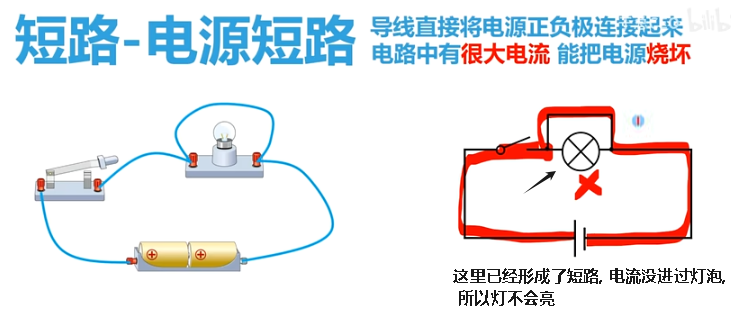 短路-电源短路
导线直接将电源正负极连接起来
电路中有很大电流 能把电源烧坏
bilibili
这里已经形成了短路, 电流没进过灯泡,
所以灯不会亮